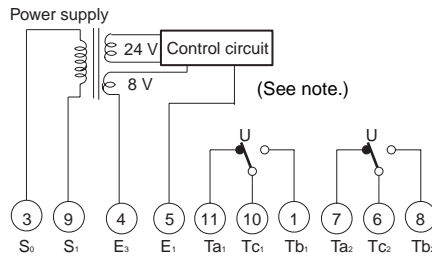 Power supply
24 V
Control circuit
8 V
(See note.)
U
U
3
9
4
5
11
10
1
7
6
8
S₀
S₁
E₃
E₁
Ta₁
Tc₁
Tb₁
Ta₂
Tc₂
Tb₂